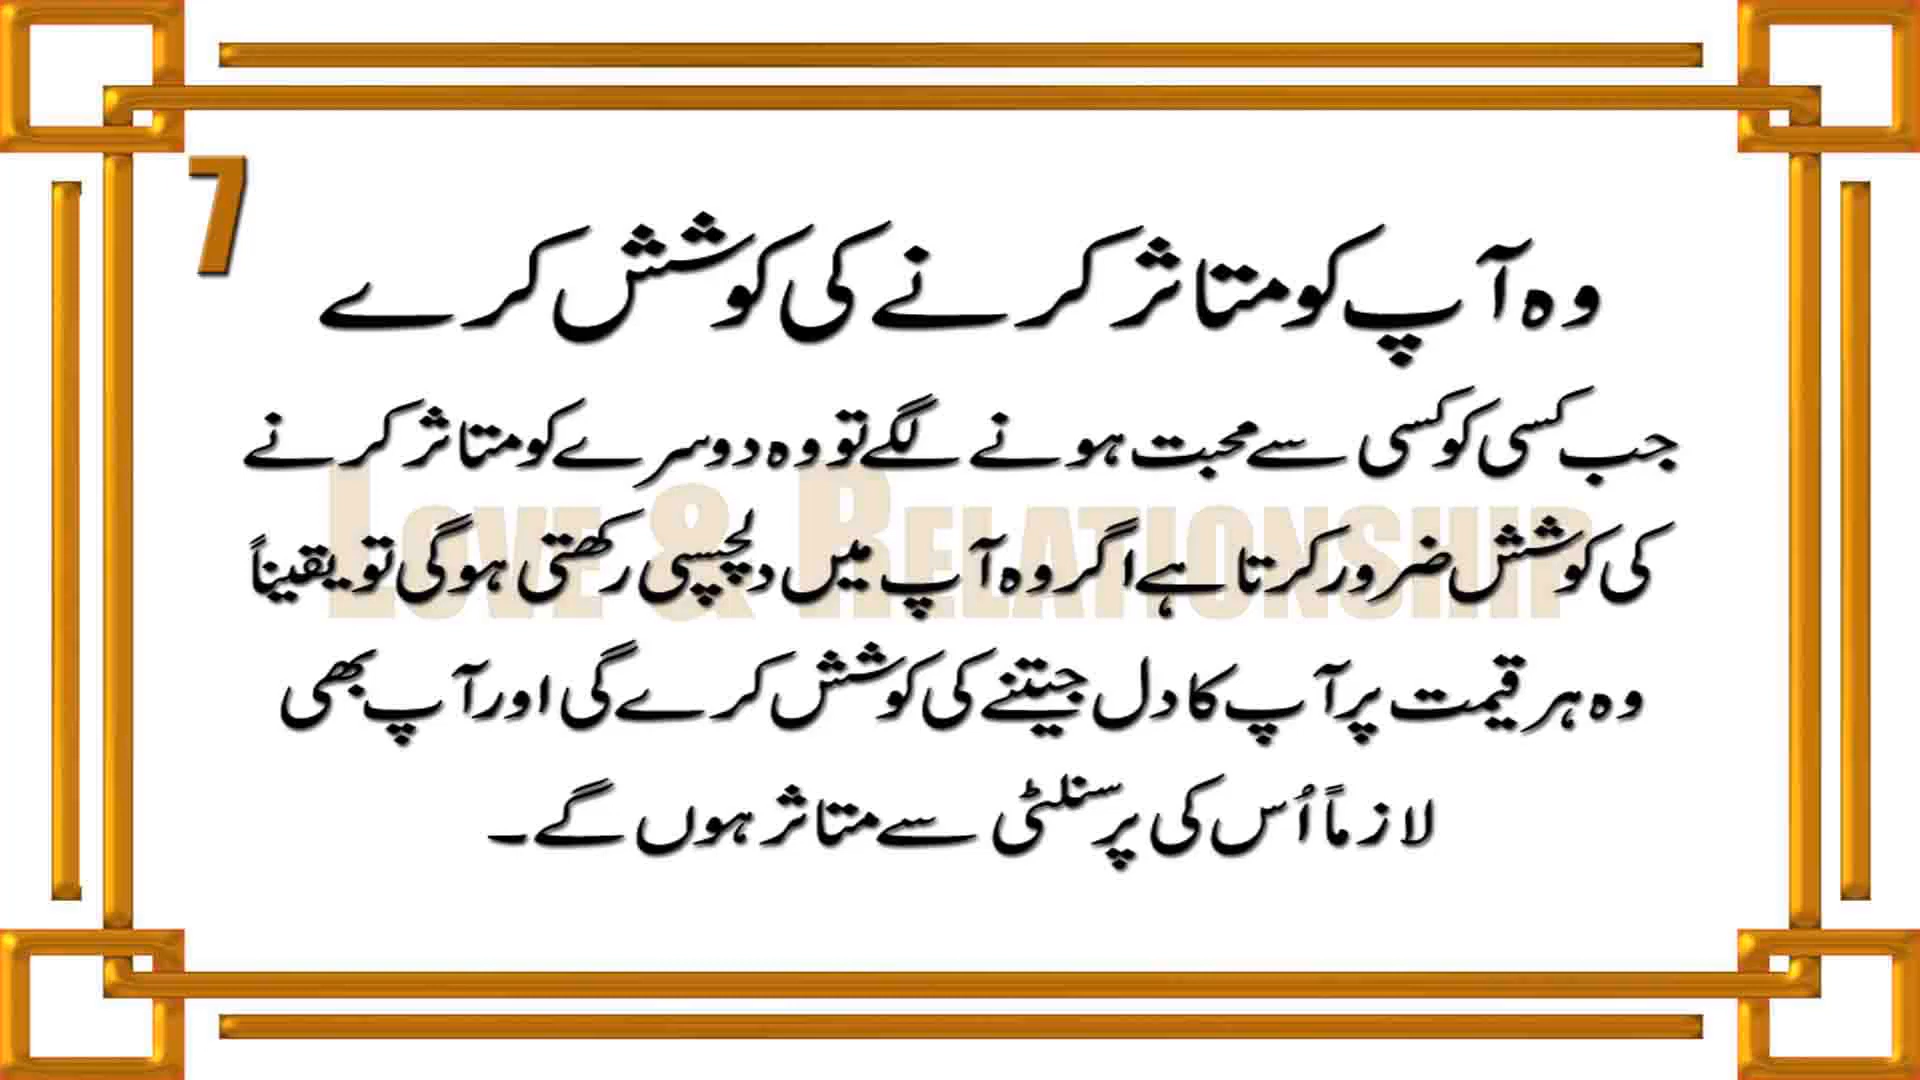 7
وہ آپ کو متاثر کرنے کی کوشش کرے
جب کسی کو کسی سے محبت ہونے لگے تو وہ دوسرے کو متاثر کرنے
کی کوشش ضرور کرتا ہے اگر وہ آپ میں دلچسپی رکھتی ہوگی تو یقیناً
LOVE & RELATIONSHIP
وہ ہر قیمت پر آپ کا دل جیتنے کی کوشش کرے گی اور آپ بھی
لازماً اُس کی پرسنلٹی سے متاثر ہوں گے۔